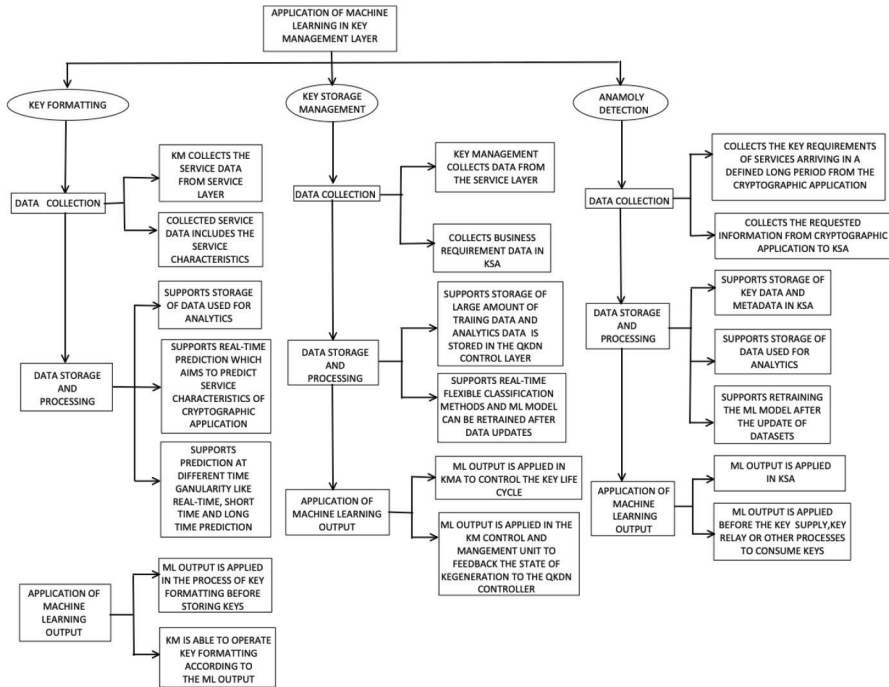 APPLICATION OF MACHINE
LEARNING IN KEY
MANAGEMENT LAYER
KEY FORMATTING
KEY STORAGE
MANAGEMENT
ANAMOLY
DETECTION
DATA COLLECTION
KM COLLECTS THE
SERVICE DATA
FROM SERVICE
LAYER
COLLECTED SERVICE
DATA INCLUDES THE
SERVICE
CHARACTERISTICS
DATA STORAGE
AND
PROCESSING
SUPPORTS STORAGE
OF DATA USED FOR
ANALYTICS
SUPPORTS REAL-TIME
PREDICTION WHICH
AIMS TO PREDICT
SERVICE
CHARACTERISTICS OF
CRYPTOGRAPHIC
APPLICATION
SUPPORTS
PREDICTION AT
DIFFERENT TIME
GANULARITY LIKE
REAL-TIME, SHORT
TIME AND LONG
TIME PREDICTION
APPLICATION OF
MACHINE
LEARNING
OUTPUT
ML OUTPUT IS APPLIED
IN THE PROCESS OF KEY
FORMATTING BEFORE
STORING KEYS
KM IS ABLE TO OPERATE
KEY FORMATTING
ACCORDING TO
THE ML OUTPUT
DATA COLLECTION
KEY MANAGEMENT
COLLECTS DATA FROM
THE SERVICE LAYER
COLLECTS BUSINESS
REQUIREMENT DATA IN
KSA
DATA STORAGE
AND
PROCESSING
SUPPORTS STORAGE OF
LARGE AMOUNT OF
TRAIING DATA AND
ANALYTICS DATA IS
STORED IN THE QKDN
CONTROL LAYER
SUPPORTS REAL-TIME
FLEXIBLE CLASSIFICATION
METHODS AND ML MODEL
CAN BE RETRAINED AFTER
DATA UPDATES
APPLICATION OF
MACHINE LEARNING
OUTPUT
ML OUTPUT IS APPLIED IN
KMA TO CONTROL THE KEY LIFE
CYCLE
ML OUTPUT IS APPLIED IN THE
KM CONTROL AND
MANGEMENT UNIT TO
FEEDBACK THE STATE OF
KEGENERATION TO THE QKDN
CONTROLLER
DATA COLLECTION
COLLECTS THE KEY REQUIREMENTS
OF SERVICES ARRIVING IN A
DEFINED LONG PERIOD FROM THE
CRYPTOGRAPHIC APPLICATION
COLLECTS THE REQUESTED
INFORMATION FROM CRYPTOGRAPHIC
APPLICATION TO KSA
DATA STORAGE
AND
PROCESSING
SUPPORTS STORAGE OF
KEY DATA AND
METADATA IN KSA
SUPPORTS STORAGE OF
DATA USED FOR
ANALYTICS
SUPPORTS RETRAINING
THE ML MODEL AFTER
THE UPDATE OF
DATASETS
APPLICATION OF
MACHINE LEARNING
OUTPUT
ML OUTPUT IS APPLIED
IN KSA
ML OUTPUT IS APPLIED
BEFORE THE KEY SUPPLY,KEY
RELAY OR OTHER PROCESSES
TO CONSUME KEYS